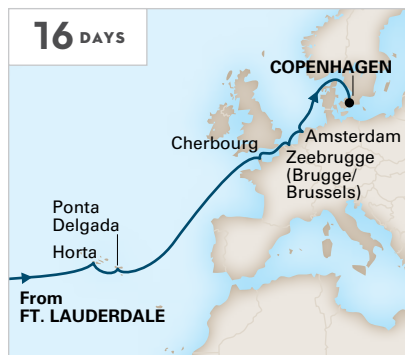 16 DAYS
COPENHAGEN
Cherbourg
Amsterdam
Zeebrugge
(Brugge/
Brussels)
Ponta
Delgada
Horta
From
FT. LAUDERDALE